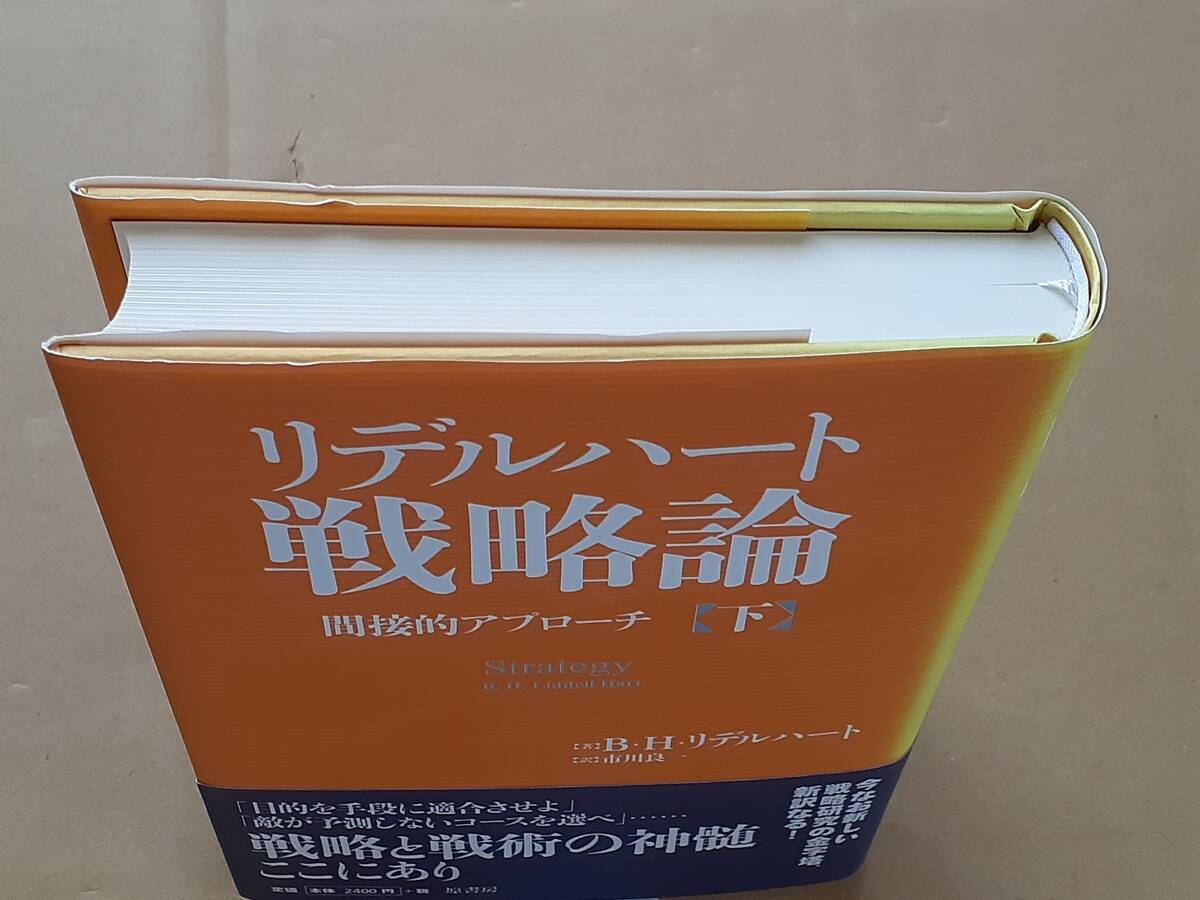 リデルハート
戦略論
間接的アプローチ 【下】
Strategy
B. H. Liddell Hart
[著] B・H・リデルハート
[訳] 市川良一
「目的を手段に適合させよ」
「敵が予測しないコースを選べ」……
戦略と戦術の神髄
ここにあり
定価 [本体 2400円] +税 原書房
今なお新しい
戦略研究の金字塔、
新訳なる!